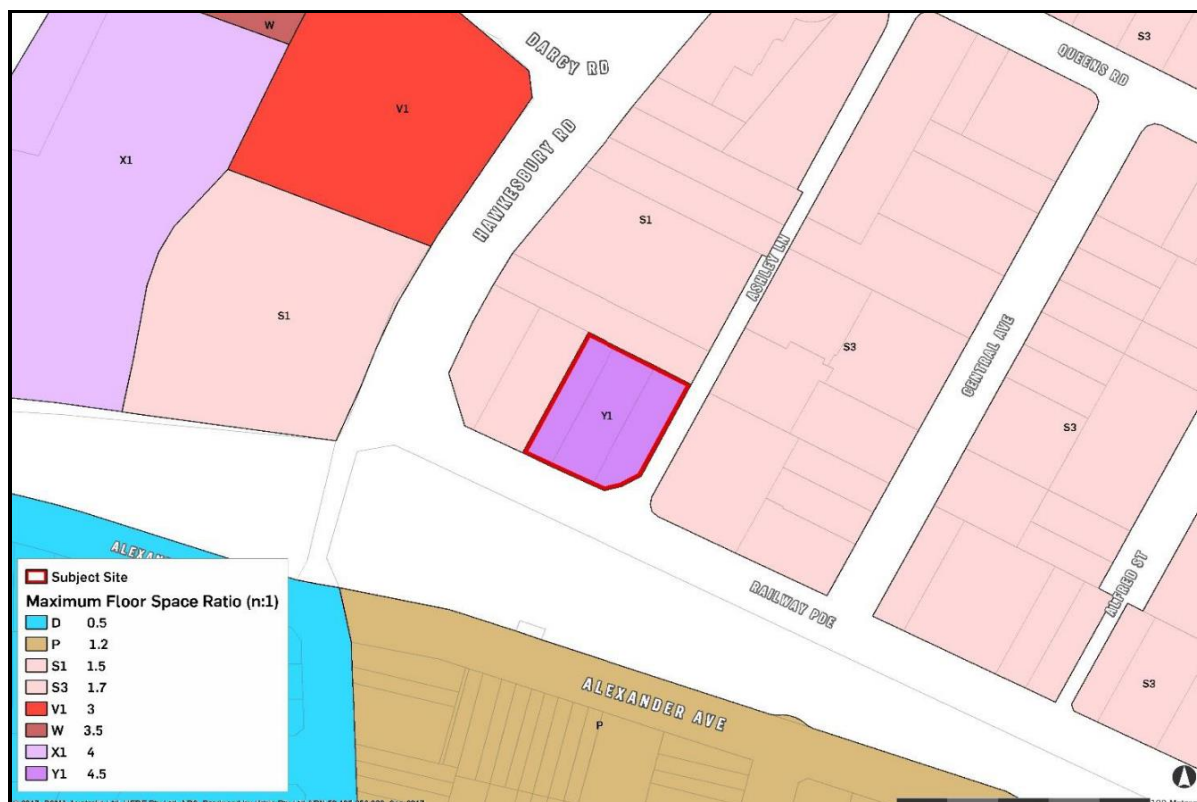 W
S3
DARCY RD
QUEENS RD
V1
X1
HAWKESBURY RD
S1
ASHLEY LN
S1
S3
CENTRAL AVE
Y1
S3
ALEXAN
RAILWAY PDE
ALFRED ST
S3
ALEXANDER AVE
P
Subject Site
Maximum Floor Space Ratio (n:1)
D 0.5
P 1.2
S1 1.5
S3 1.7
V1 3
W 3.5
X1 4
Y1 4.5